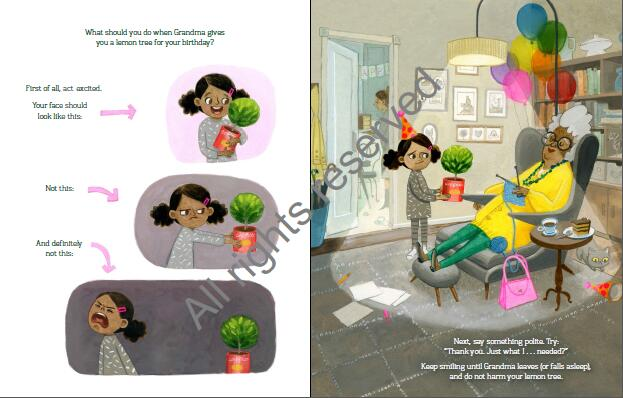 What should you do when Grandma gives
you a lemon tree for your birthday?
First of all, act excited.
Your face should
look like this:
Not this:
And definitely
not this:
Next, say something polite. Try:
"Thank you. Just what I . . . needed?"
Keep smiling until Grandma leaves (or falls asleep),
and do not harm your lemon tree.
All rights reserved